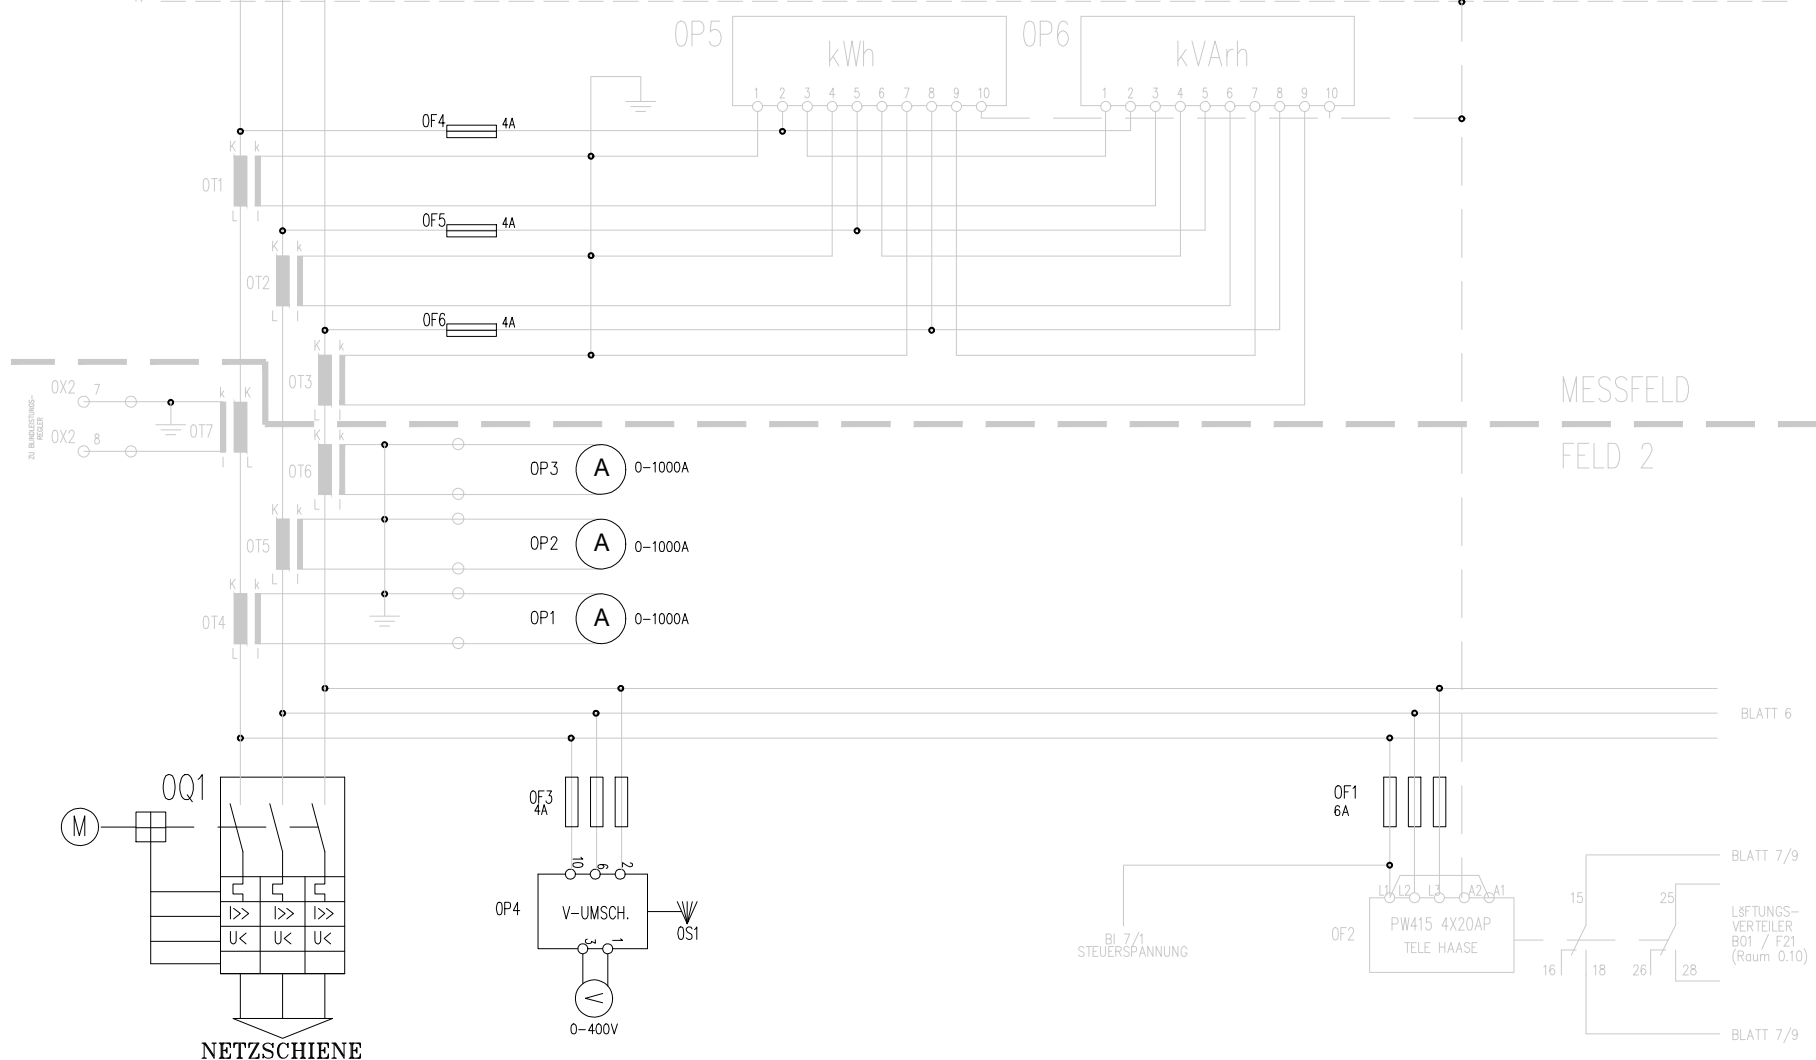 0P5
kWh
1 2 3 4 5 6 7 8 9 10
0P6
kVArh
1 2 3 4 5 6 7 8 9 10
0F4
4A
K k
0T1
L l
0F5
4A
K k
0T2
L l
0F6
4A
K k
0T3
L l
MESSFELD
FELD 2
0X2 7
0X2 8
ZU BLINDLEISTUNGS-
REGLER
k K
0T7
l L
K k
0T6
L l
0P3
A
0-1000A
K k
0T5
L l
0P2
A
0-1000A
K k
0T4
L l
0P1
A
0-1000A
BLATT 6
0Q1
M
I>> I>> I>>
U< U< U<
NETZSCHIENE
0F3
4A
10 6 2
0P4
V-UMSCH.
0S1
3 1
V
0-400V
0F1
6A
BI 7/1
STEUERSPANNUNG
L1 L2 L3 A2 A1
0F2
PW415 4X20AP
TELE HAASE
15
16 18
25
26 28
BLATT 7/9
LšFTUNGS-
VERTEILER
B01 / F21
(Raum 0.10)
BLATT 7/9